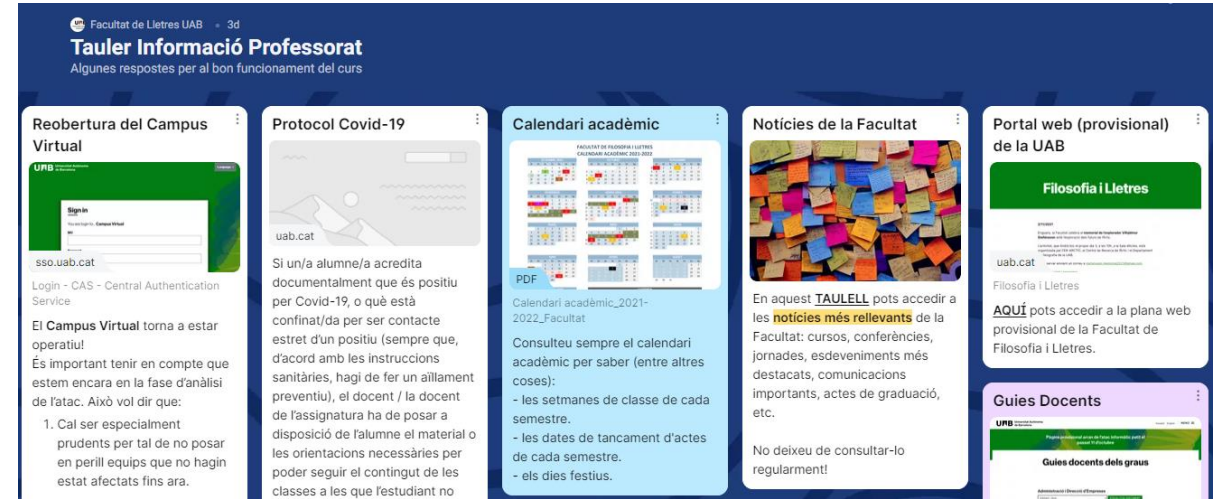 Facultat de Lletres UAB • 3d
Tauler Informació Professorat
Algunes respostes per al bon funcionament del curs
Reobertura del Campus
Virtual
UAB
Sign in
sso.uab.cat
Login - CAS - Central Authentication
Service
El Campus Virtual torna a estar
operatiu!
És important tenir en compte que
estem encara en la fase d'anàlisi
de l'atac. Això vol dir que:
1. Cal ser especialment
prudents per tal de no posar
en perill equips que no hagin
estat afectats fins ara.
Protocol Covid-19
uab.cat
Si un/a alumne/a acredita
documentalment que és positiu
per Covid-19, o què està
confinat/da per ser contacte
estret d'un positiu (sempre que,
d'acord amb les instruccions
sanitàries, hagi de fer un aïllament
preventiu), el docent / la docent
de l'assignatura ha de posar a
disposició de l'alumne el material o
les orientacions necessàries per
poder seguir el contingut de les
classes a les que l'estudiant no
Calendari acadèmic
FACULTAT DE FILOSOFIA I LLETRES
CALENDARI ACADÈMIC 2021-2022
PDF
Calendari acadèmic_2021-
2022_Facultat
Consulteu sempre el calendari
acadèmic per saber (entre altres
coses):
- les setmanes de classe de cada
semestre.
- les dates de tancament d'actes
de cada semestre.
- els dies festius.
Notícies de la Facultat
En aquest TAULELL pots accedir a
les notícies més rellevants de la
Facultat: cursos, conferències,
jornades, esdeveniments més
destacats, comunicacions
importants, actes de graduació,
etc.
No deixeu de consultar-lo
regularment!
Portal web (provisional)
de la UAB
Filosofia i Lletres
uab.cat
Filosofia i Lletres
AQUÍ pots accedir a la plana web
provisional de la Facultat de
Filosofia i Lletres.
Guies Docents
UAB
Guies docents dels graus